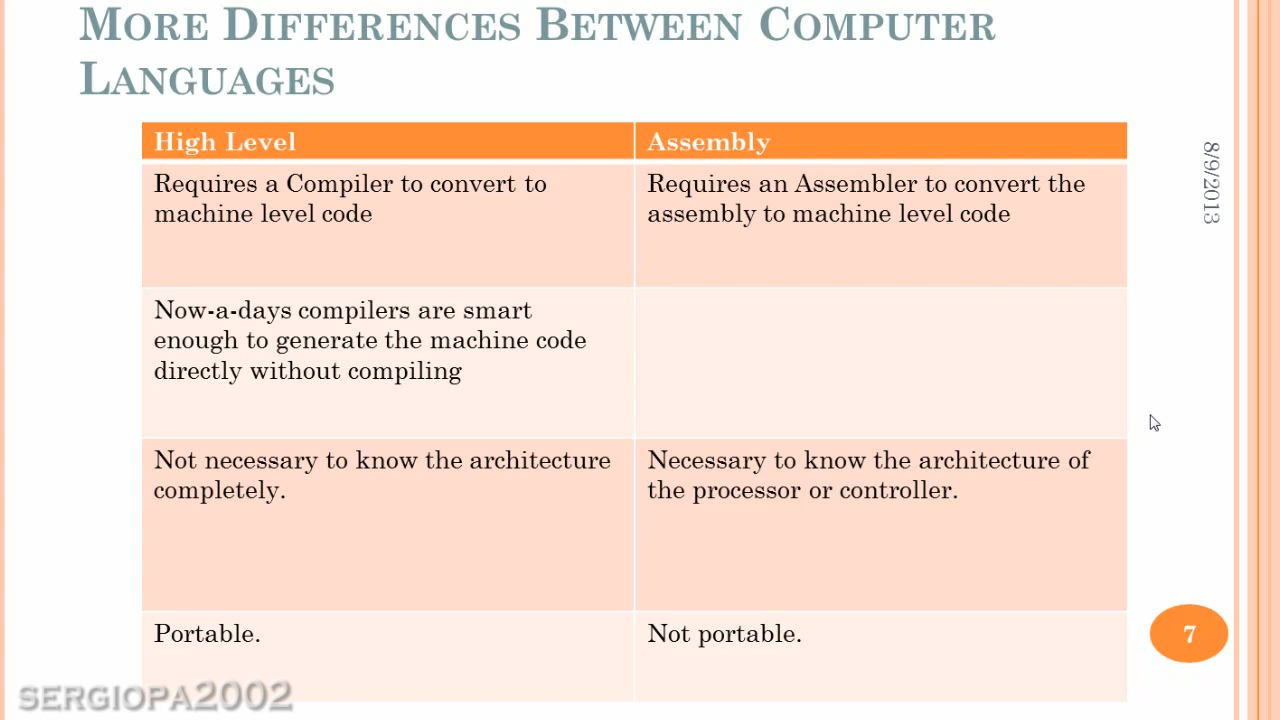 MORE DIFFERENCES BETWEEN COMPUTER
LANGUAGES
High Level
Assembly
Requires a Compiler to convert to
machine level code
Requires an Assembler to convert the
assembly to machine level code
Now-a-days compilers are smart
enough to generate the machine code
directly without compiling
Not necessary to know the architecture
completely.
Necessary to know the architecture of
the processor or controller.
Portable.
Not portable.
8/9/2013
7
SERGIOPA2002